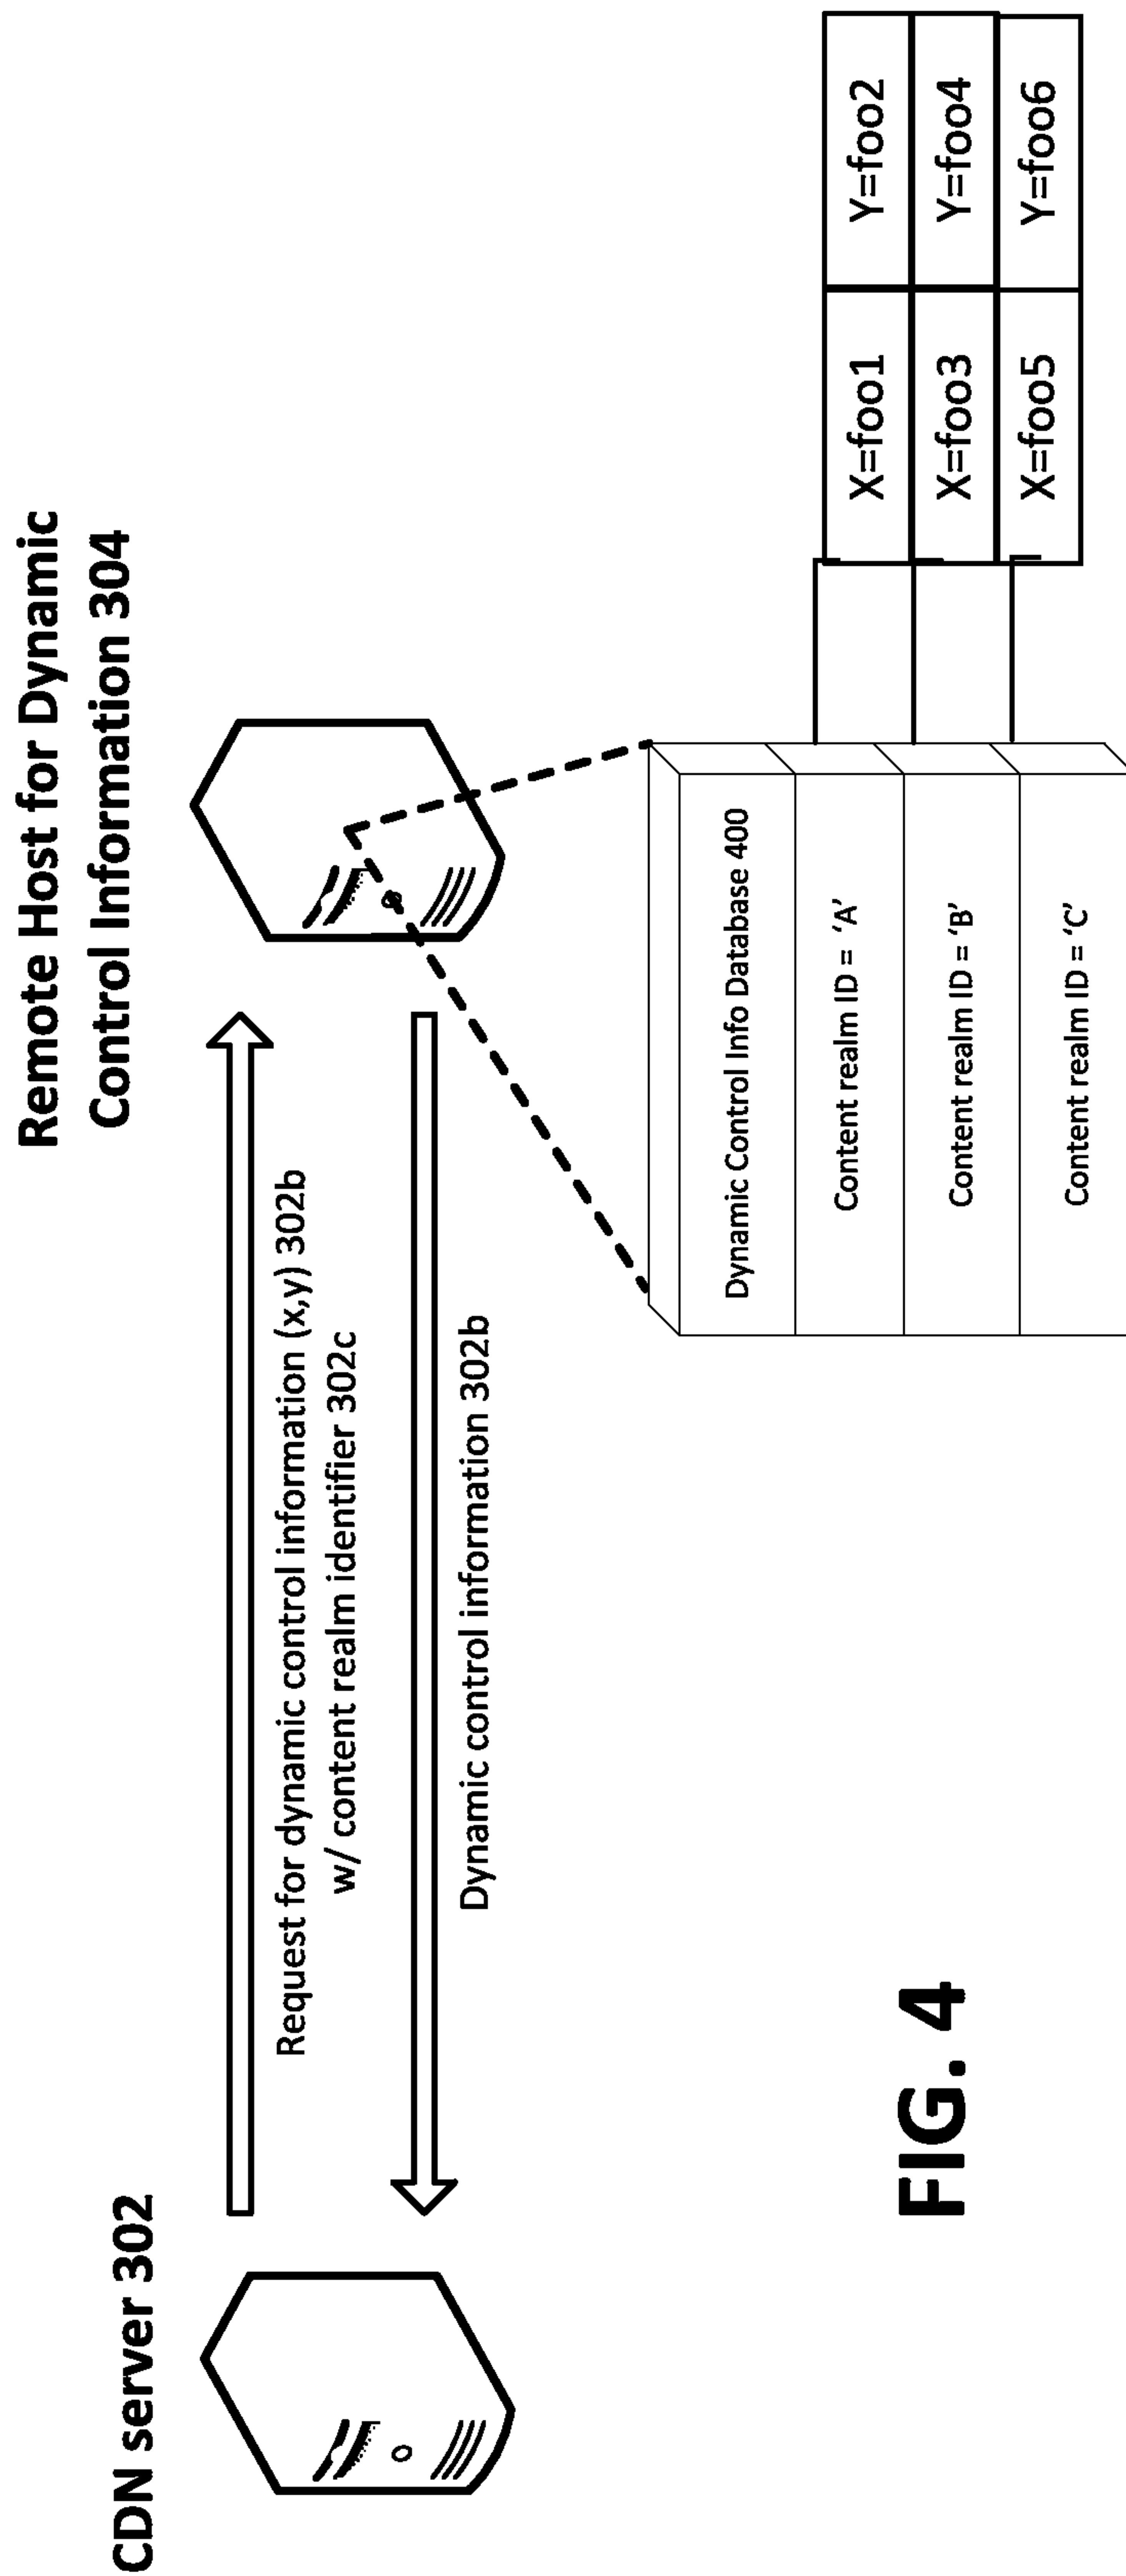 Remote Host for Dynamic
Control Information 304
CDN server 302
Request for dynamic control information (x,y) 302b
w/ content realm identifier 302c
Dynamic control information 302b
Dynamic Control Info Database 400
Content realm ID = ‘A’
X=foo1 Y=foo2
Content realm ID = ‘B’
X=foo3 Y=foo4
Content realm ID = ‘C’
X=foo5 Y=foo6
FIG. 4